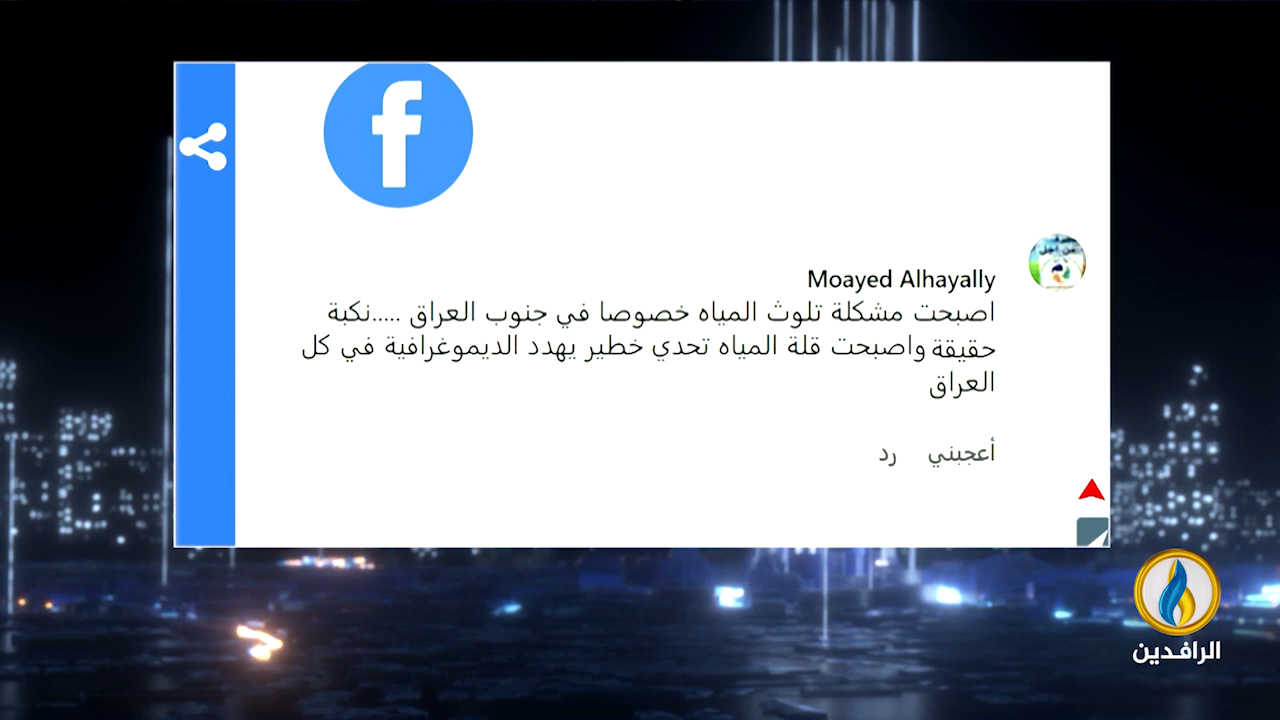 Moayed Alhayally
اصبحت مشكلة تلوث المياه خصوصا في جنوب العراق .....نكبة
حقيقة واصبحت قلة المياه تحدي خطير يهدد الديموغرافية في كل
العراق
أعجبني رد
الرافدين